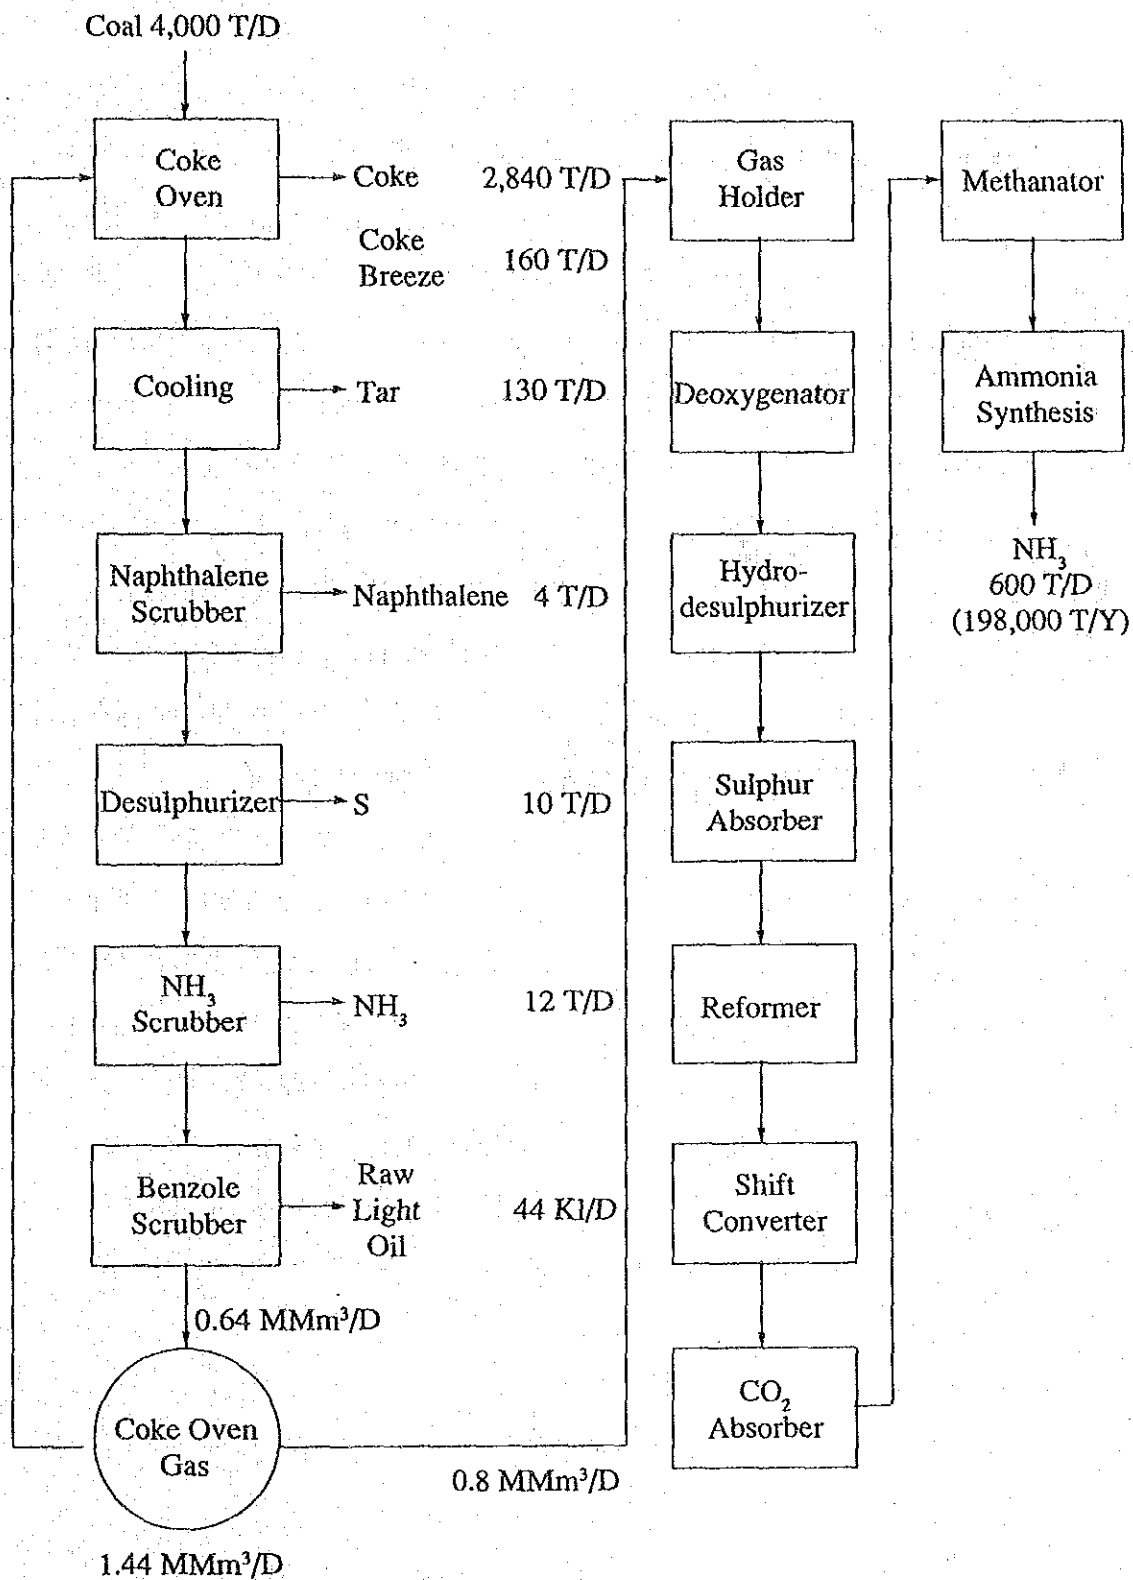 Coal 4,000 T/D
Coke
Oven
Coke 2,840 T/D
Coke
Breeze 160 T/D
Cooling
Tar 130 T/D
Naphthalene
Scrubber
Naphthalene 4 T/D
Desulphurizer
S 10 T/D
NH₃
Scrubber
NH₃ 12 T/D
Benzole
Scrubber
Raw
Light
Oil
44 Kl/D
0.64 MMm³/D
Coke Oven
Gas
1.44 MMm³/D
0.8 MMm³/D
Gas
Holder
Deoxygenator
Hydro-
desulphurizer
Sulphur
Absorber
Reformer
Shift
Converter
CO₂
Absorber
Methanator
Ammonia
Synthesis
NH₃
600 T/D
(198,000 T/Y)